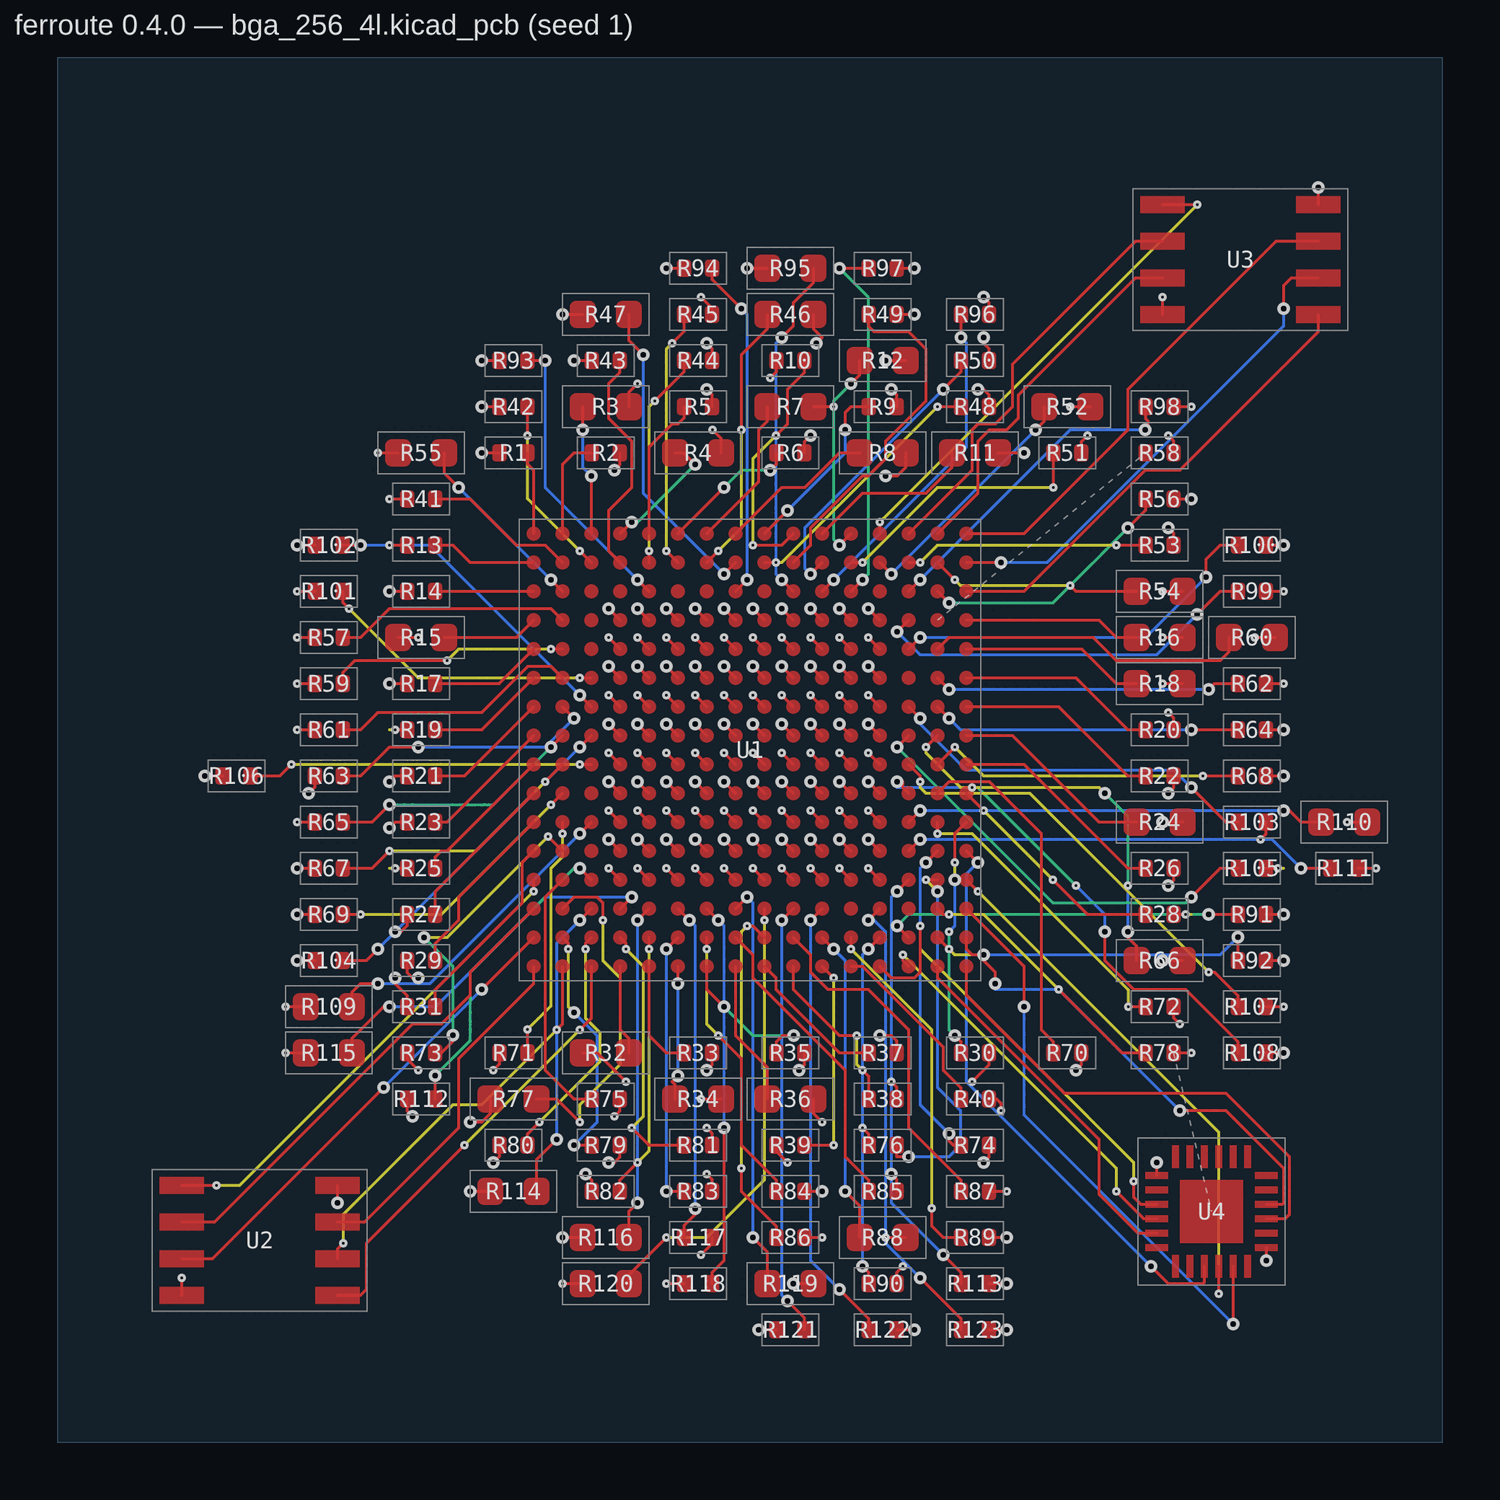 ferroute 0.4.0 — bga_256_4l.kicad_pcb (seed 1)
U3
R94 R95 R97
R47 R45 R46 R49 R96
R93 R43 R44 R10 R12 R50
R42 R3 R5 R7 R9 R48 R52 R98
R55 R1 R2 R4 R6 R8 R11 R51 R58
R41 R56
R102 R13 R53 R100
R101 R14 R54 R99
R57 R15 R16 R60
R59 R17 R18 R62
R61 R19 R20 R64
U1
R106 R63 R21 R22 R68
R65 R23 R24 R103 R110
R67 R25 R26 R105 R111
R69 R27 R28 R91
R104 R29 R66 R92
R109 R31 R72 R107
R115 R73 R71 R32 R33 R35 R37 R30 R70 R78 R108
R112 R77 R75 R34 R36 R38 R40
R80 R79 R81 R39 R76 R74
R114 R82 R83 R84 R85 R87
U4
U2 R116 R117 R86 R88 R89
R120 R118 R119 R90 R113
R121 R122 R123